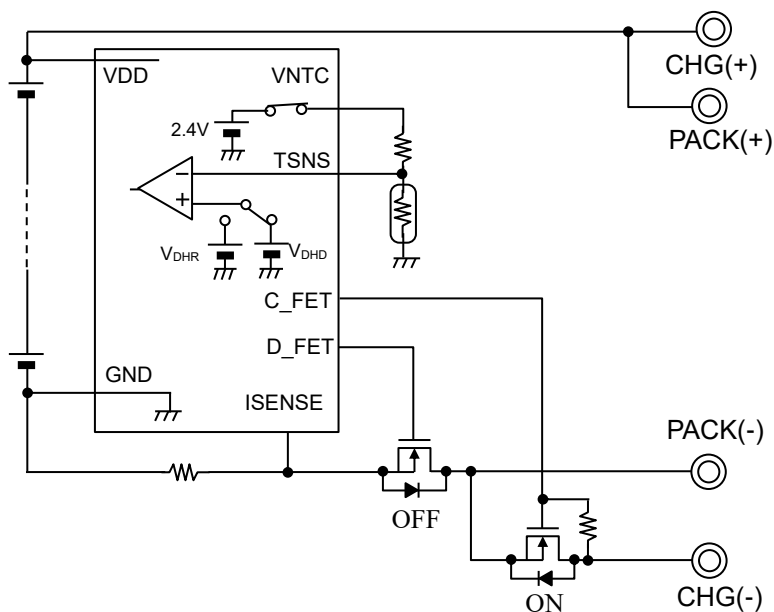 CHG(+)
VDD
VNTC
PACK(+)
2.4V
TSNS
−
+
VDHR
VDHD
C_FET
D_FET
GND
ISENSE
PACK(-)
OFF
ON
CHG(-)